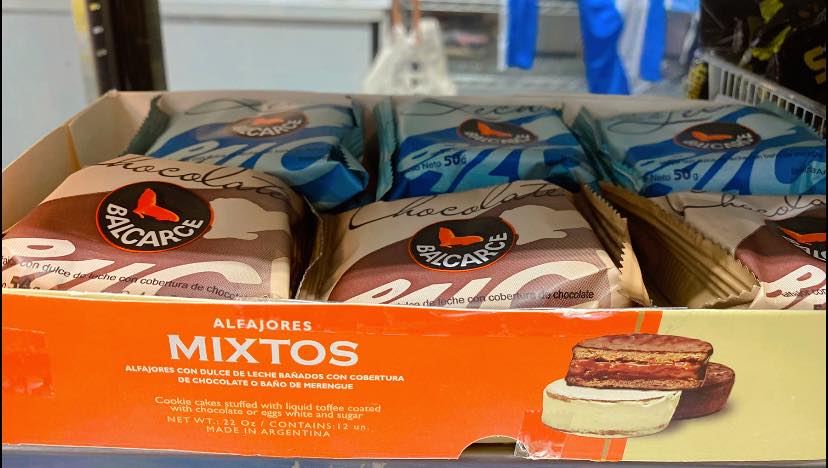 BALCARCE
BALCARCE
Neto 50g
BALCARCE
Neto 50 g
Chocolate
BALCARCE
con dulce de leche con cobertura de chocolate
Chocolate
BALCARCE
dulce de leche con cobertura de chocolate
ALFAJORES
MIXTOS
ALFAJORES CON DULCE DE LECHE BAÑADOS CON COBERTURA
DE CHOCOLATE O BAÑO DE MERENGUE
Cookie cakes stuffed with liquid toffee coated
with chocolate or eggs white and sugar
NET WT.: 22 Oz / CONTAINS: 12 un.
MADE IN ARGENTINA